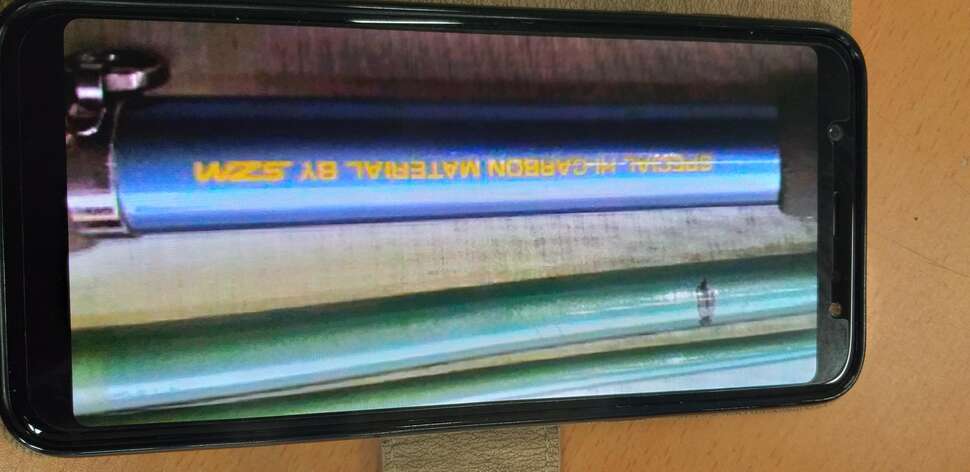 SPECIAL HI-CARBON MATERIAL BY SZM